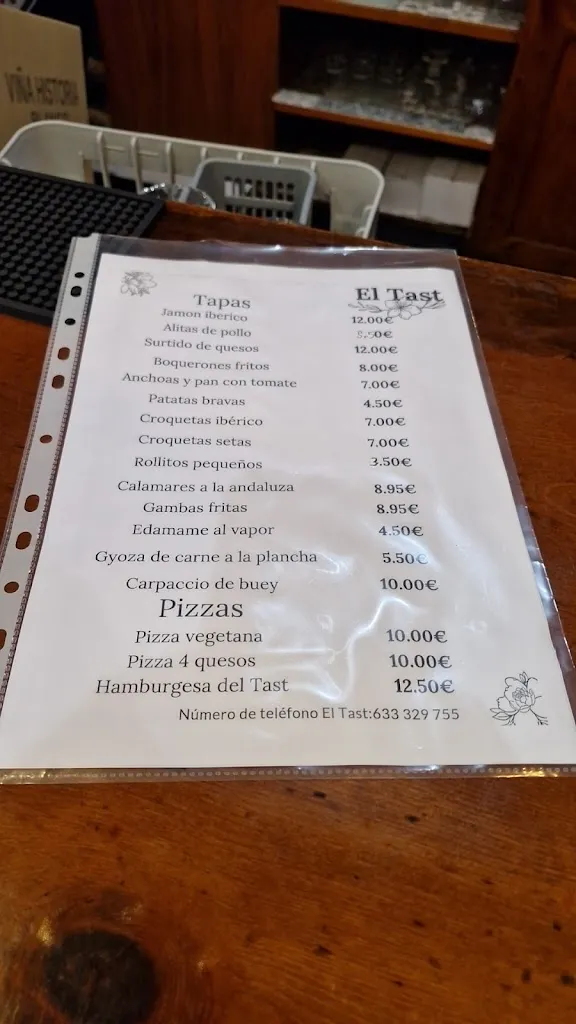 VIÑA HISTORIA
El Tast
Tapas
Jamon iberico 12.00€
Alitas de pollo
Surtido de quesos 12.00€
Boquerones fritos 8.00€
Anchoas y pan con tomate 7.00€
Patatas bravas 4.50€
Croquetas ibérico 7.00€
Croquetas setas 7.00€
Rollitos pequeños 3.50€
Calamares a la andaluza 8.95€
Gambas fritas 8.95€
Edamame al vapor 4.50€
Gyoza de carne a la plancha 5.50€
Carpaccio de buey 10.00€
Pizzas
Pizza vegetana 10.00€
Pizza 4 quesos 10.00€
Hamburgesa del Tast 12.50€
Número de teléfono El Tast:633 329 755